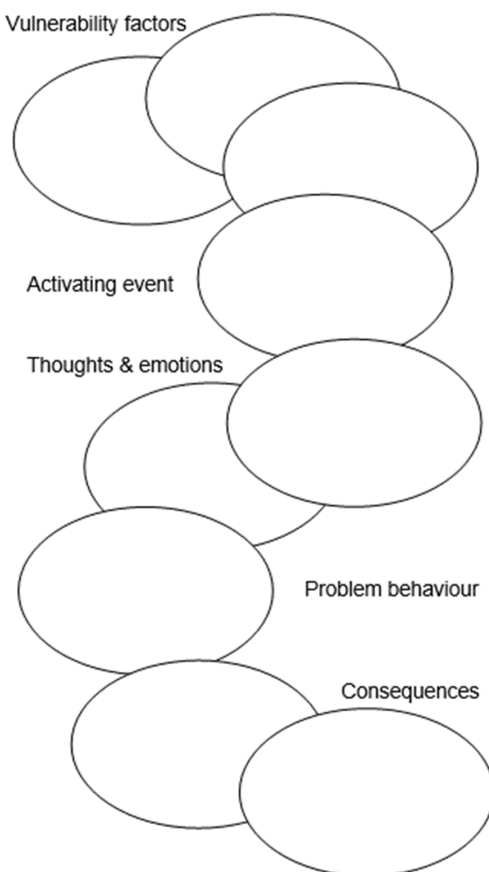 Vulnerability factors
Activating event
Thoughts & emotions
Problem behaviour
Consequences